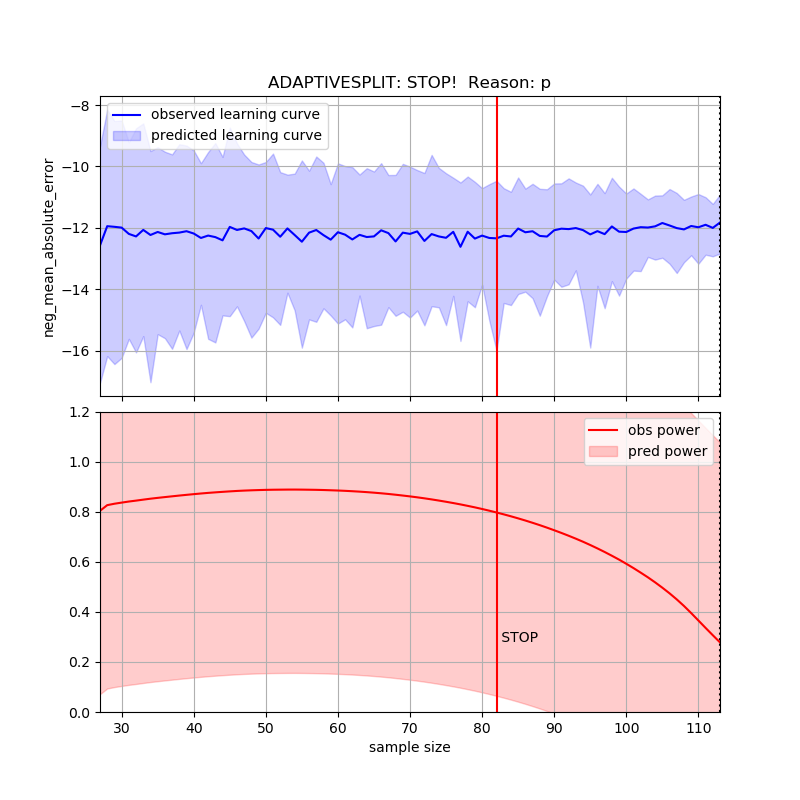 ADAPTIVESPLIT: STOP!  Reason: p
neg_mean_absolute_error
−8
−10
−12
−14
−16
observed learning curve
predicted learning curve
1.2
1.0
0.8
0.6
0.4
0.2
0.0
obs power
pred power
STOP
30 40 50 60 70 80 90 100 110
sample size